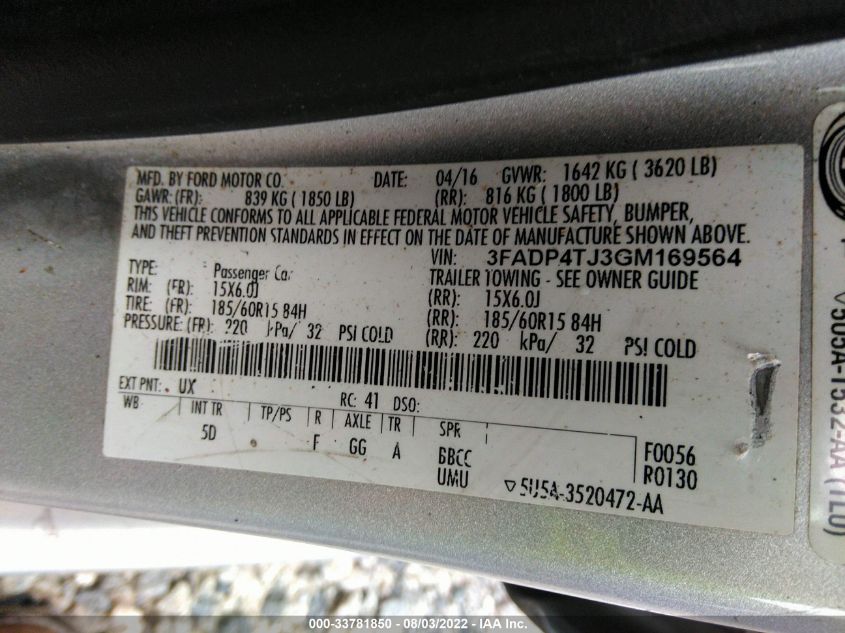 MFD. BY FORD MOTOR CO. DATE: 04/16 GVWR: 1642 KG ( 3620 LB)
GAWR: (FR): 839 KG ( 1850 LB) (RR): 816 KG ( 1800 LB)
THIS VEHICLE CONFORMS TO ALL APPLICABLE FEDERAL MOTOR VEHICLE SAFETY, BUMPER,
AND THEFT PREVENTION STANDARDS IN EFFECT ON THE DATE OF MANUFACTURE SHOWN ABOVE.
VIN: 3FADP4TJ3GM169564
TYPE: Passenger Car TRAILER TOWING - SEE OWNER GUIDE
RIM: (FR): 15X6.0J (RR): 15X6.0J
TIRE: (FR): 185/60R15 84H (RR): 185/60R15 84H
PRESSURE: (FR): 220 kPa/ 32 PSI COLD (RR): 220 kPa/ 32 PSI COLD
EXT PNT: UX RC: 41 DSO:
WB INT TR TP/PS R AXLE TR SPR
5D F GG A BBCC F0056
UMU R0130
▽5U5A-3520472-AA
▽505A-1532-AA (TL0)
000-33781850 - 08/03/2022 - Copyright IAA, Inc.